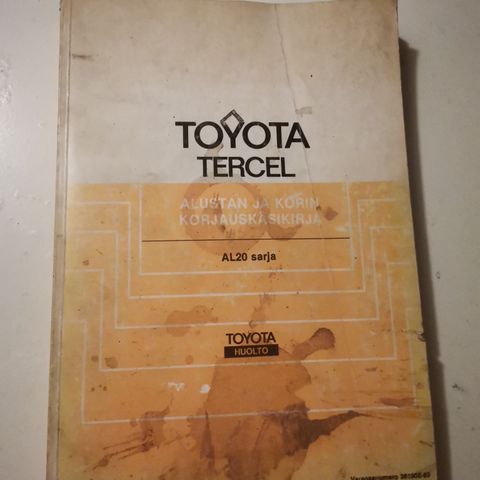 TOYOTA
TERCEL
ALUSTAN JA KORIN
KORJAUSKÄSIKIRJA
AL20 sarja
TOYOTA
HUOLTO